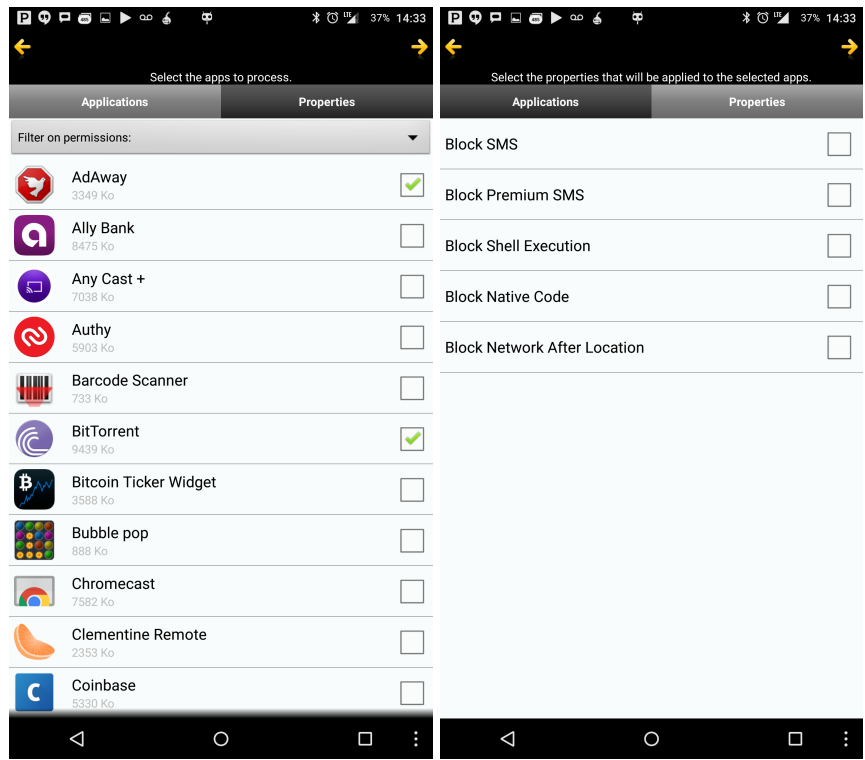 37% 14:33
Select the apps to process.
Applications Properties
Filter on permissions:
AdAway
3349 Ko
Ally Bank
8475 Ko
Any Cast +
7038 Ko
Authy
5903 Ko
Barcode Scanner
733 Ko
BitTorrent
9439 Ko
Bitcoin Ticker Widget
3588 Ko
Bubble pop
888 Ko
Chromecast
7582 Ko
Clementine Remote
2353 Ko
Coinbase
5330 Ko
LTE 37% 14:33
Select the properties that will be applied to the selected apps.
Applications Properties
Block SMS
Block Premium SMS
Block Shell Execution
Block Native Code
Block Network After Location